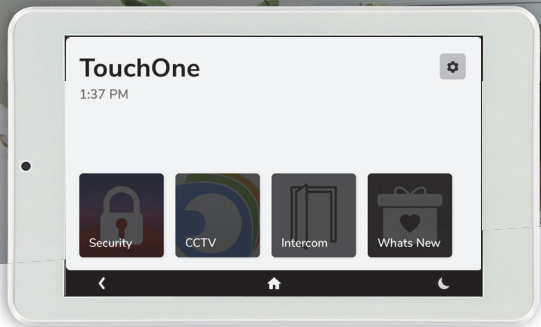 TouchOne
1:37 PM
Security
CCTV
Intercom
Whats New